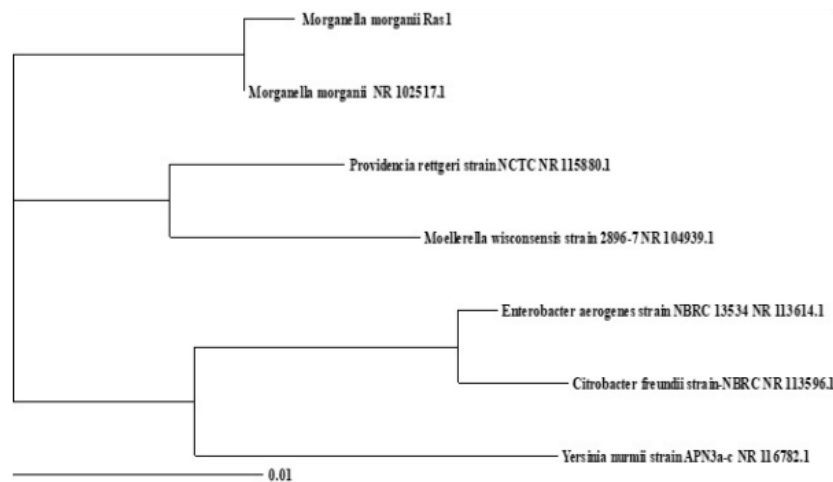 Morganella morganii Ras1
Morganella morganii NR 102517.1
Providencia rettgeri strain NCTC NR 115880.1
Moellerella wisconsensis strain 2896-7 NR 104939.1
Enterobacter aerogenes strain NBRC 13534 NR 113614.1
Citrobacter freundii strain-NBRC NR 113596.1
Yersinia nurmii strain APN3a-c NR 116782.1
0.01